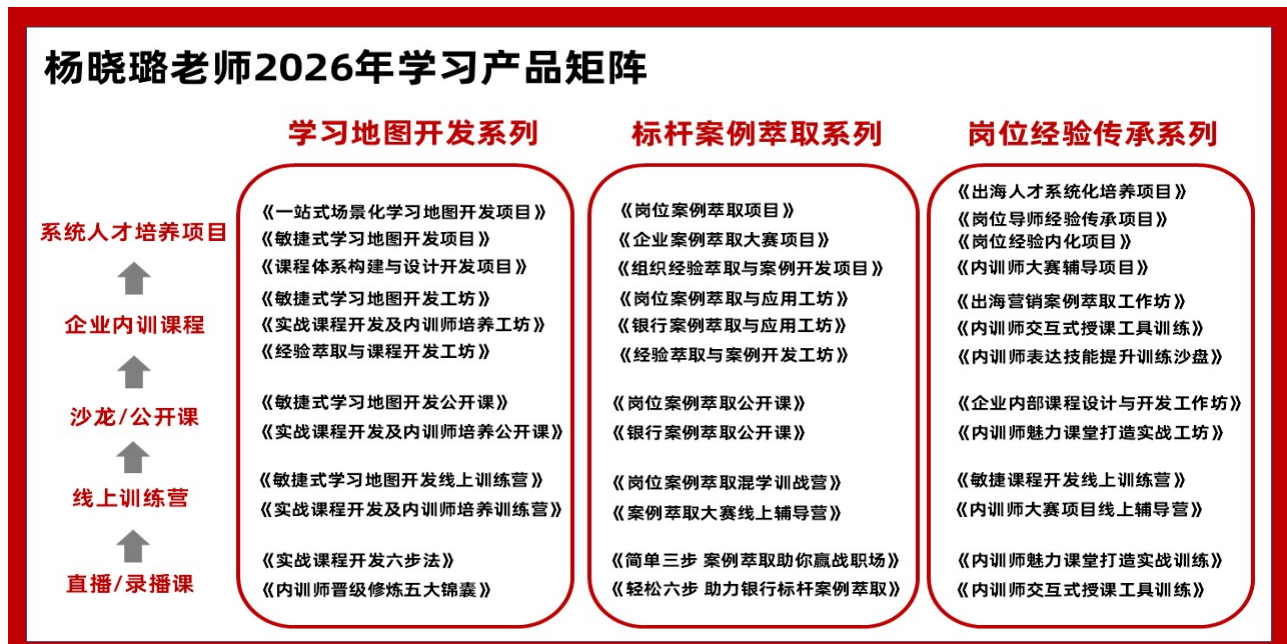 杨晓璐老师2026年学习产品矩阵
学习地图开发系列
标杆案例萃取系列
岗位经验传承系列
系统人才培养项目
《一站式场景化学习地图开发项目》
《敏捷式学习地图开发项目》
《课程体系构建与设计开发项目》
《岗位案例萃取项目》
《企业案例萃取大赛项目》
《组织经验萃取与案例开发项目》
《出海人才系统化培养项目》
《岗位导师经验传承项目》
《岗位经验内化项目》
《内训师大赛辅导项目》
企业内训课程
《敏捷式学习地图开发工坊》
《实战课程开发及内训师培养工坊》
《经验萃取与课程开发工坊》
《岗位案例萃取与应用工坊》
《银行案例萃取与应用工坊》
《经验萃取与案例开发工坊》
《出海营销案例萃取工作坊》
《内训师交互式授课工具训练》
《内训师表达技能提升训练沙盘》
沙龙/公开课
《敏捷式学习地图开发公开课》
《实战课程开发及内训师培养公开课》
《岗位案例萃取公开课》
《银行案例萃取公开课》
《企业内部课程设计与开发工作坊》
《内训师魅力课堂打造实战工坊》
线上训练营
《敏捷式学习地图开发线上训练营》
《实战课程开发及内训师培养训练营》
《岗位案例萃取混学训战营》
《案例萃取大赛线上辅导营》
《敏捷课程开发线上训练营》
《内训师大赛项目线上辅导营》
直播/录播课
《实战课程开发六步法》
《内训师晋级修炼五大锦囊》
《简单三步 案例萃取助你赢战职场》
《轻松六步 助力银行标杆案例萃取》
《内训师魅力课堂打造实战训练》
《内训师交互式授课工具训练》